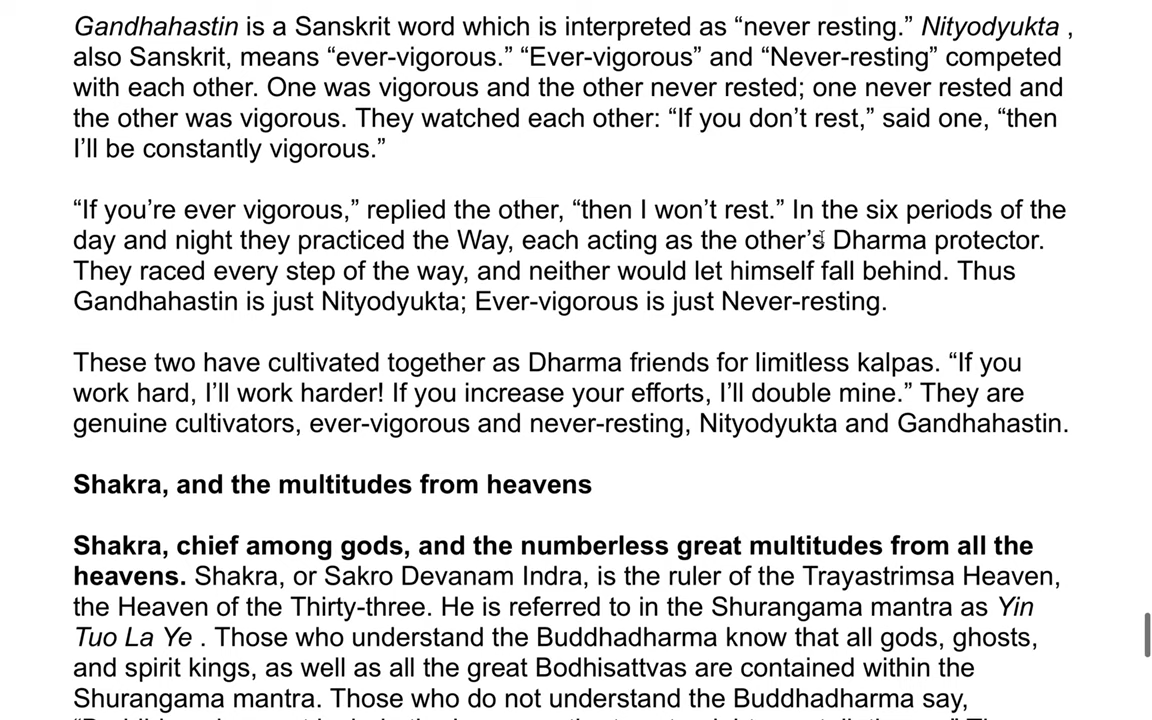 Gandhahastin is a Sanskrit word which is interpreted as “never resting.” Nityodyukta ,
also Sanskrit, means “ever-vigorous.” “Ever-vigorous” and “Never-resting” competed
with each other. One was vigorous and the other never rested; one never rested and
the other was vigorous. They watched each other: “If you don’t rest,” said one, “then
I’ll be constantly vigorous.”
“If you’re ever vigorous,” replied the other, “then I won’t rest.” In the six periods of the
day and night they practiced the Way, each acting as the other’s Dharma protector.
They raced every step of the way, and neither would let himself fall behind. Thus
Gandhahastin is just Nityodyukta; Ever-vigorous is just Never-resting.
These two have cultivated together as Dharma friends for limitless kalpas. “If you
work hard, I’ll work harder! If you increase your efforts, I’ll double mine.” They are
genuine cultivators, ever-vigorous and never-resting, Nityodyukta and Gandhahastin.
Shakra, and the multitudes from heavens
Shakra, chief among gods, and the numberless great multitudes from all the
heavens. Shakra, or Sakro Devanam Indra, is the ruler of the Trayastrimsa Heaven,
the Heaven of the Thirty-three. He is referred to in the Shurangama mantra as Yin
Tuo La Ye . Those who understand the Buddhadharma know that all gods, ghosts,
and spirit kings, as well as all the great Bodhisattvas are contained within the
Shurangama mantra. Those who do not understand the Buddhadharma say,